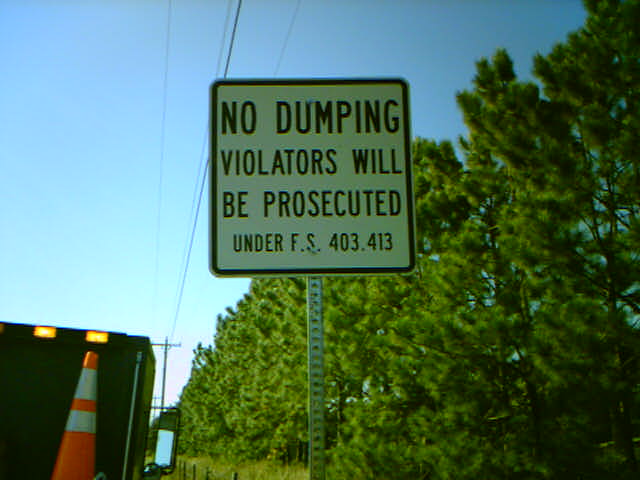 NO DUMPING
VIOLATORS WILL
BE PROSECUTED
UNDER F.S. 403.413